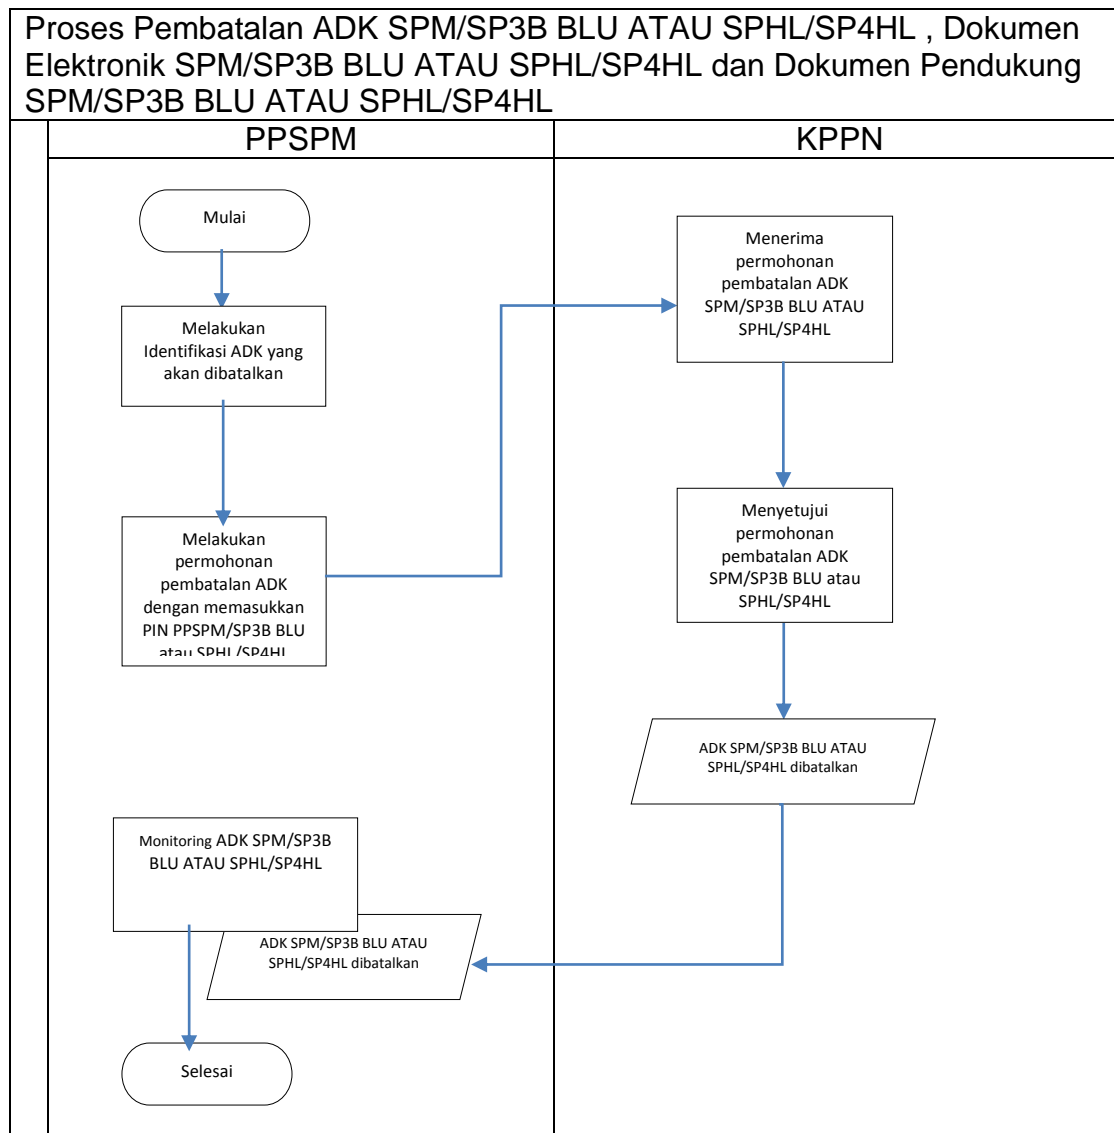 Proses Pembatalan ADK SPM/SP3B BLU ATAU SPHL/SP4HL , Dokumen
Elektronik SPM/SP3B BLU ATAU SPHL/SP4HL dan Dokumen Pendukung
SPM/SP3B BLU ATAU SPHL/SP4HL
PPSPM
KPPN
Mulai
Melakukan
Identifikasi ADK yang
akan dibatalkan
Melakukan
permohonan
pembatalan ADK
dengan memasukkan
PIN PPSPM/SP3B BLU
atau SPHL/SP4HL
Menerima
permohonan
pembatalan ADK
SPM/SP3B BLU ATAU
SPHL/SP4HL
Menyetujui
permohonan
pembatalan ADK
SPM/SP3B BLU atau
SPHL/SP4HL
ADK SPM/SP3B BLU ATAU
SPHL/SP4HL dibatalkan
Monitoring ADK SPM/SP3B
BLU ATAU SPHL/SP4HL
ADK SPM/SP3B BLU ATAU
SPHL/SP4HL dibatalkan
Selesai